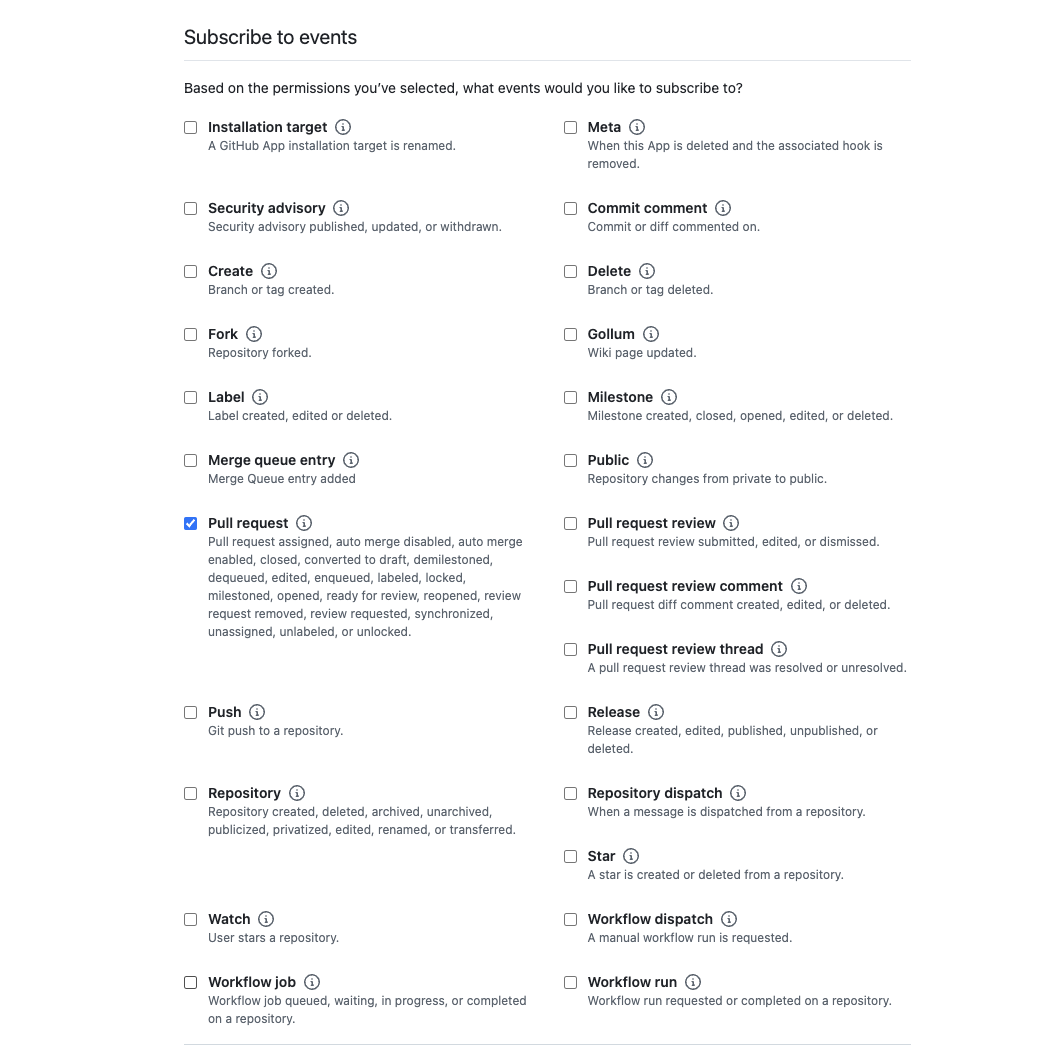 Subscribe to events
Based on the permissions you’ve selected, what events would you like to subscribe to?
Installation target
A GitHub App installation target is renamed.
Meta
When this App is deleted and the associated hook is
removed.
Security advisory
Security advisory published, updated, or withdrawn.
Commit comment
Commit or diff commented on.
Create
Branch or tag created.
Delete
Branch or tag deleted.
Fork
Repository forked.
Gollum
Wiki page updated.
Label
Label created, edited or deleted.
Milestone
Milestone created, closed, opened, edited, or deleted.
Merge queue entry
Merge Queue entry added
Public
Repository changes from private to public.
Pull request
Pull request assigned, auto merge disabled, auto merge
enabled, closed, converted to draft, demilestoned,
dequeued, edited, enqueued, labeled, locked,
milestoned, opened, ready for review, reopened, review
request removed, review requested, synchronized,
unassigned, unlabeled, or unlocked.
Pull request review
Pull request review submitted, edited, or dismissed.
Pull request review comment
Pull request diff comment created, edited, or deleted.
Pull request review thread
A pull request review thread was resolved or unresolved.
Push
Git push to a repository.
Release
Release created, edited, published, unpublished, or
deleted.
Repository
Repository created, deleted, archived, unarchived,
publicized, privatized, edited, renamed, or transferred.
Repository dispatch
When a message is dispatched from a repository.
Star
A star is created or deleted from a repository.
Watch
User stars a repository.
Workflow dispatch
A manual workflow run is requested.
Workflow job
Workflow job queued, waiting, in progress, or completed
on a repository.
Workflow run
Workflow run requested or completed on a repository.